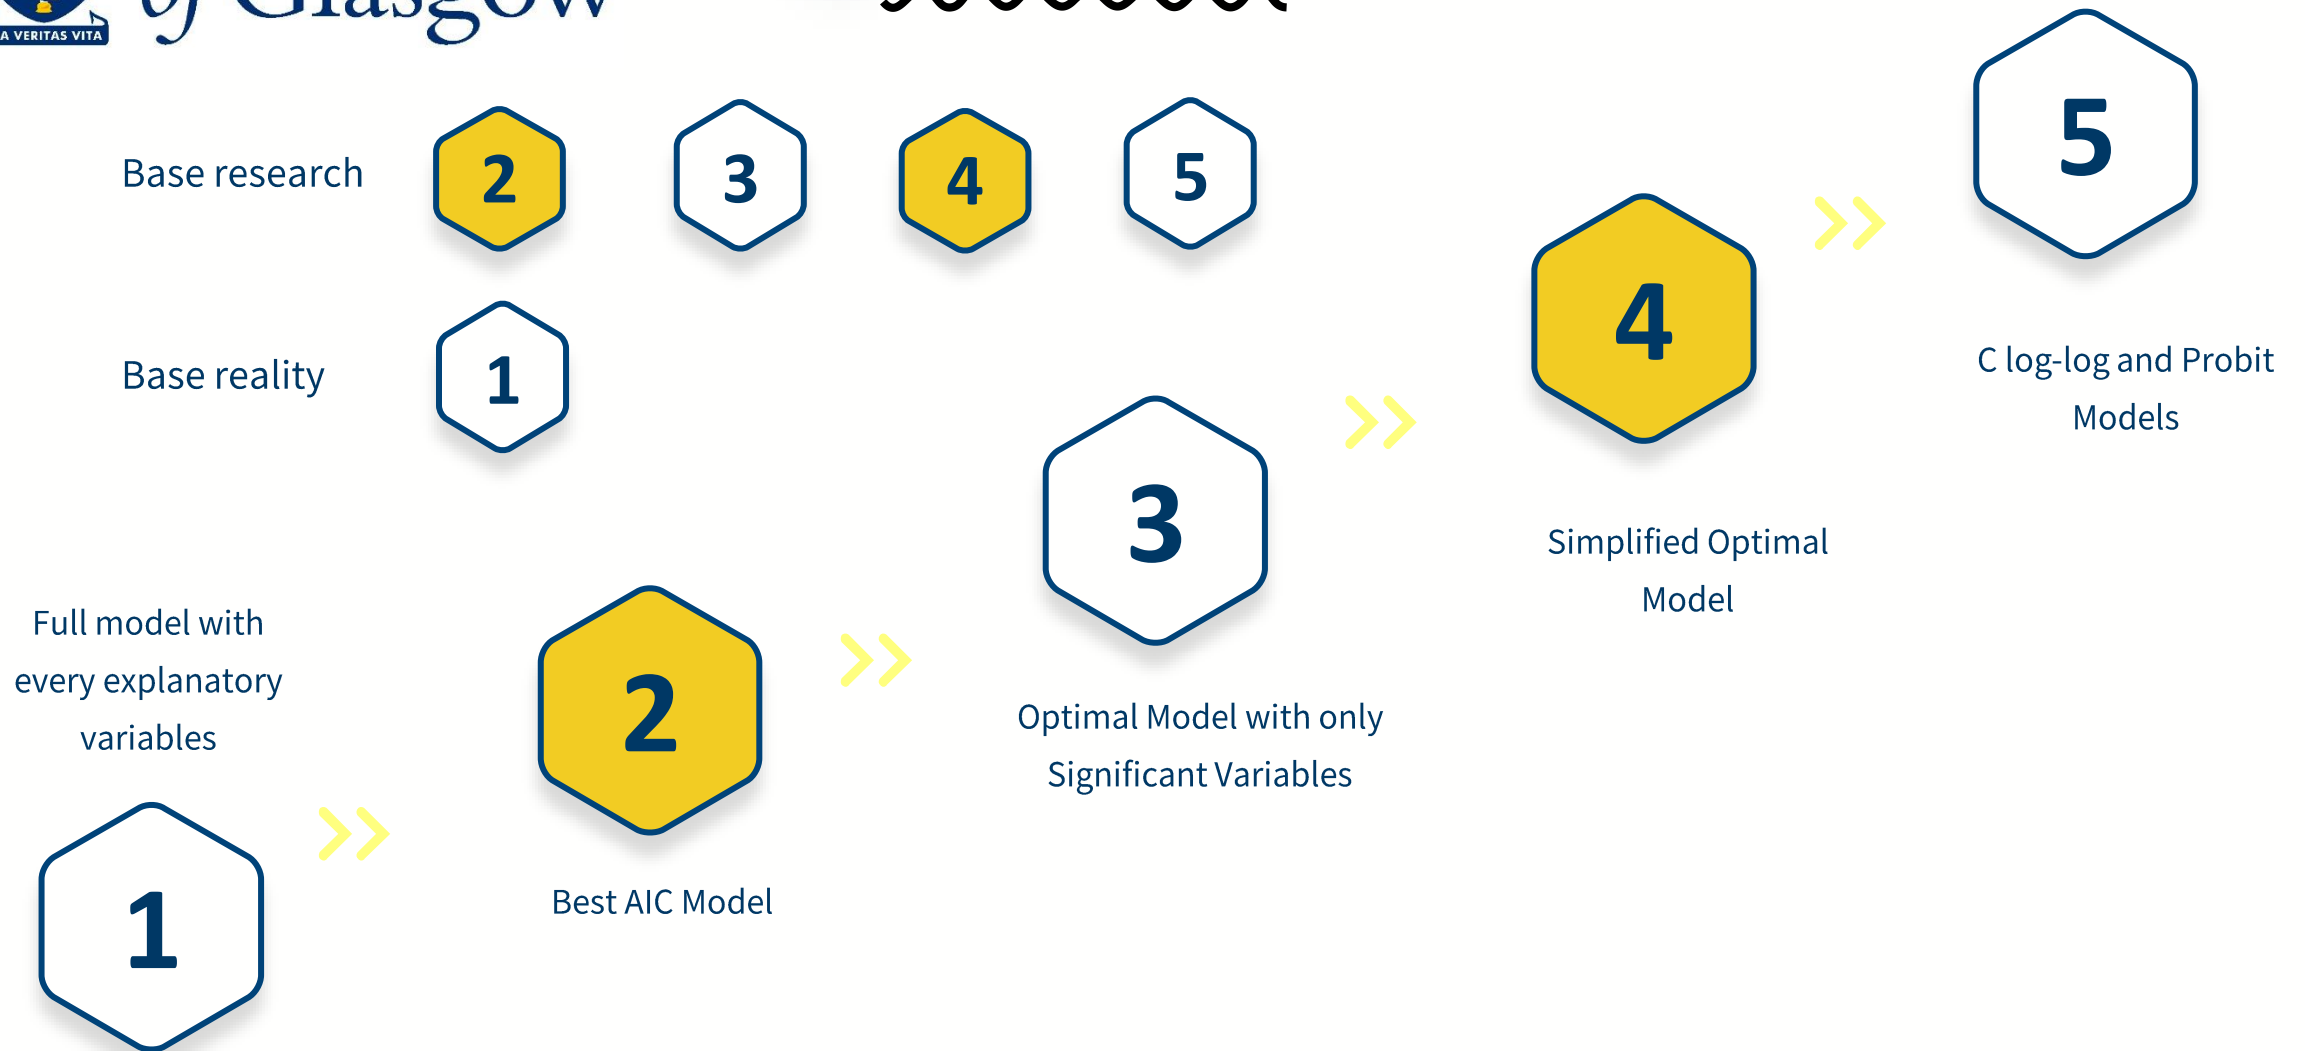 of Glasgow
A VERITAS VITA
Base research
2
3
4
5
Base reality
1
Full model with
every explanatory
variables
1
2
Best AIC Model
3
Optimal Model with only
Significant Variables
4
Simplified Optimal
Model
5
C log-log and Probit
Models